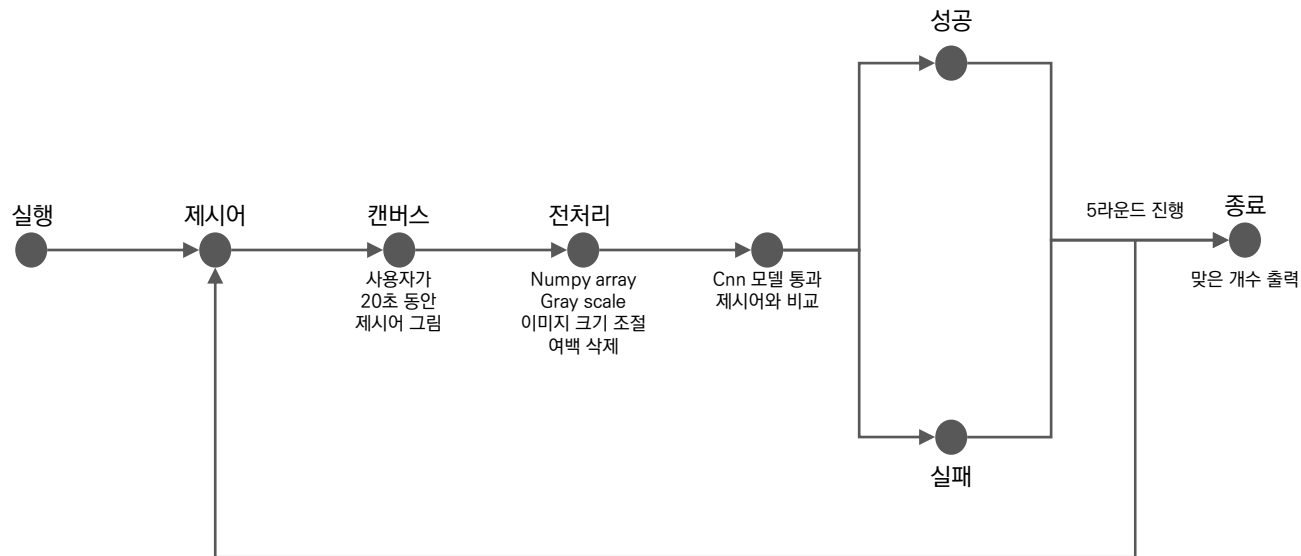 성공
실행
제시어
캔버스
사용자가
20초 동안
제시어 그림
전처리
Numpy array
Gray scale
이미지 크기 조절
여백 삭제
Cnn 모델 통과
제시어와 비교
5라운드 진행
종료
맞은 개수 출력
실패